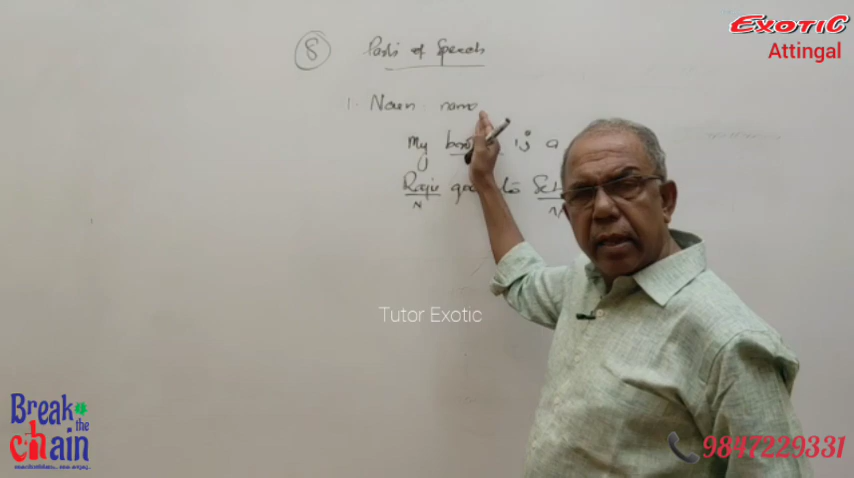 EXOTIC
Attingal
8 Parts of Speech
1. Noun: name
My is a
Raju to
N
Tutor Exotic
Break
the
chain
9847229331